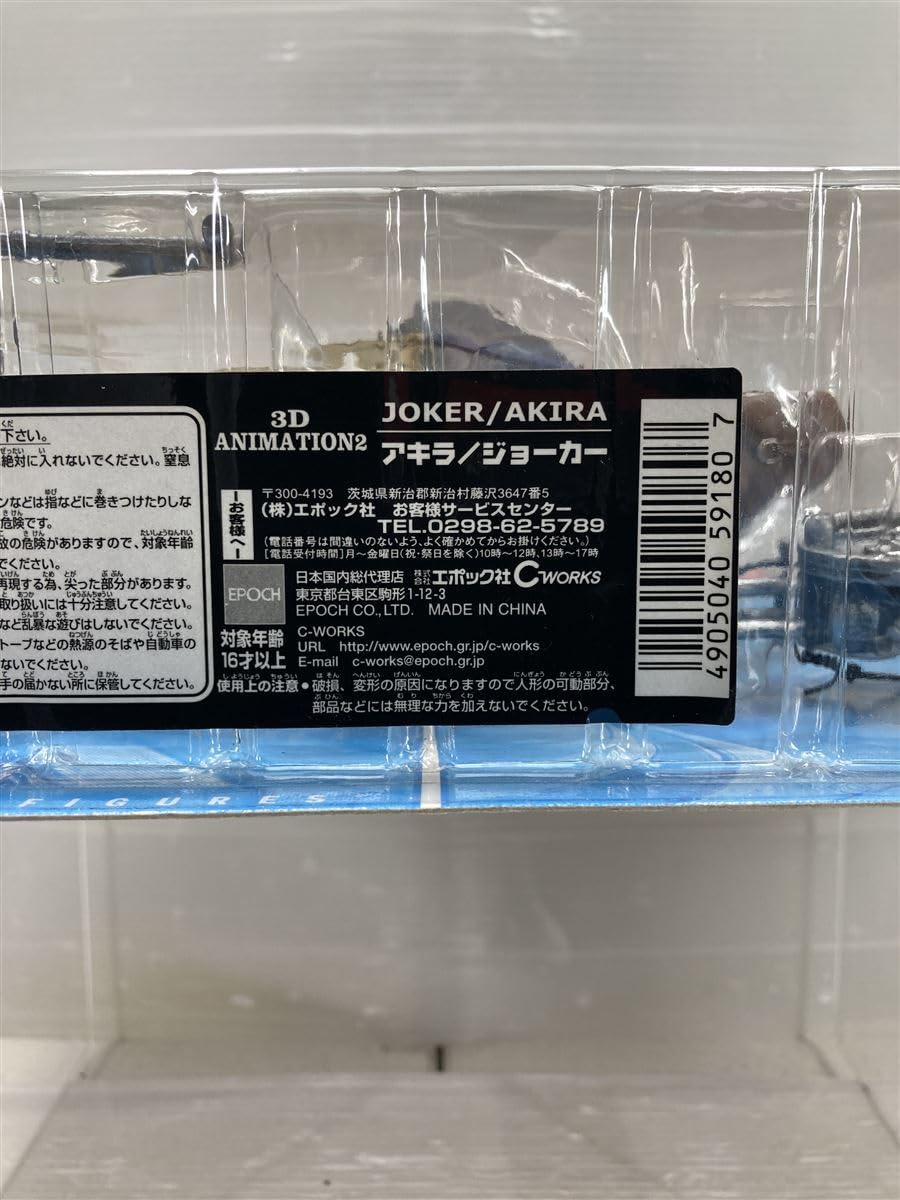 下さい。
絶対に入れないでください。窒息
ンなどは指などに巻きつけたりしな
危険です。
故の危険がありますので、対象年齢
でください。
再現する為、尖った部分があります。
取り扱いには十分注意してください。
など乱暴な遊びはしないでください。
トーブなどの熱源のそばや自動車の
ないでください。
手の届かない所に保管してください。
3D
ANIMATION2
JOKER/AKIRA
アキラ/ジョーカー
お客様へ
〒300-4193 茨城県新治郡新治村藤沢3647番5
(株)エポック社 お客様サービスセンター
TEL.0298-62-5789
(電話番号は間違いのないよう、よく確かめてからお掛けください。)
[電話受付時間]月〜金曜日(祝・祭日を除く)10時〜12時、13時〜17時
EPOCH
日本国内総代理店 株式会社エポック社 C-WORKS
東京都台東区駒形1-12-3
EPOCH CO.,LTD. MADE IN CHINA
対象年齢
16才以上
C-WORKS
URL http://www.epoch.gr.jp/c-works
E-mail c-works@epoch.gr.jp
使用上の注意●破損、変形の原因になりますので人形の可動部分、
部品などには無理な力を加えないでください。
4905040591807
FIGURES